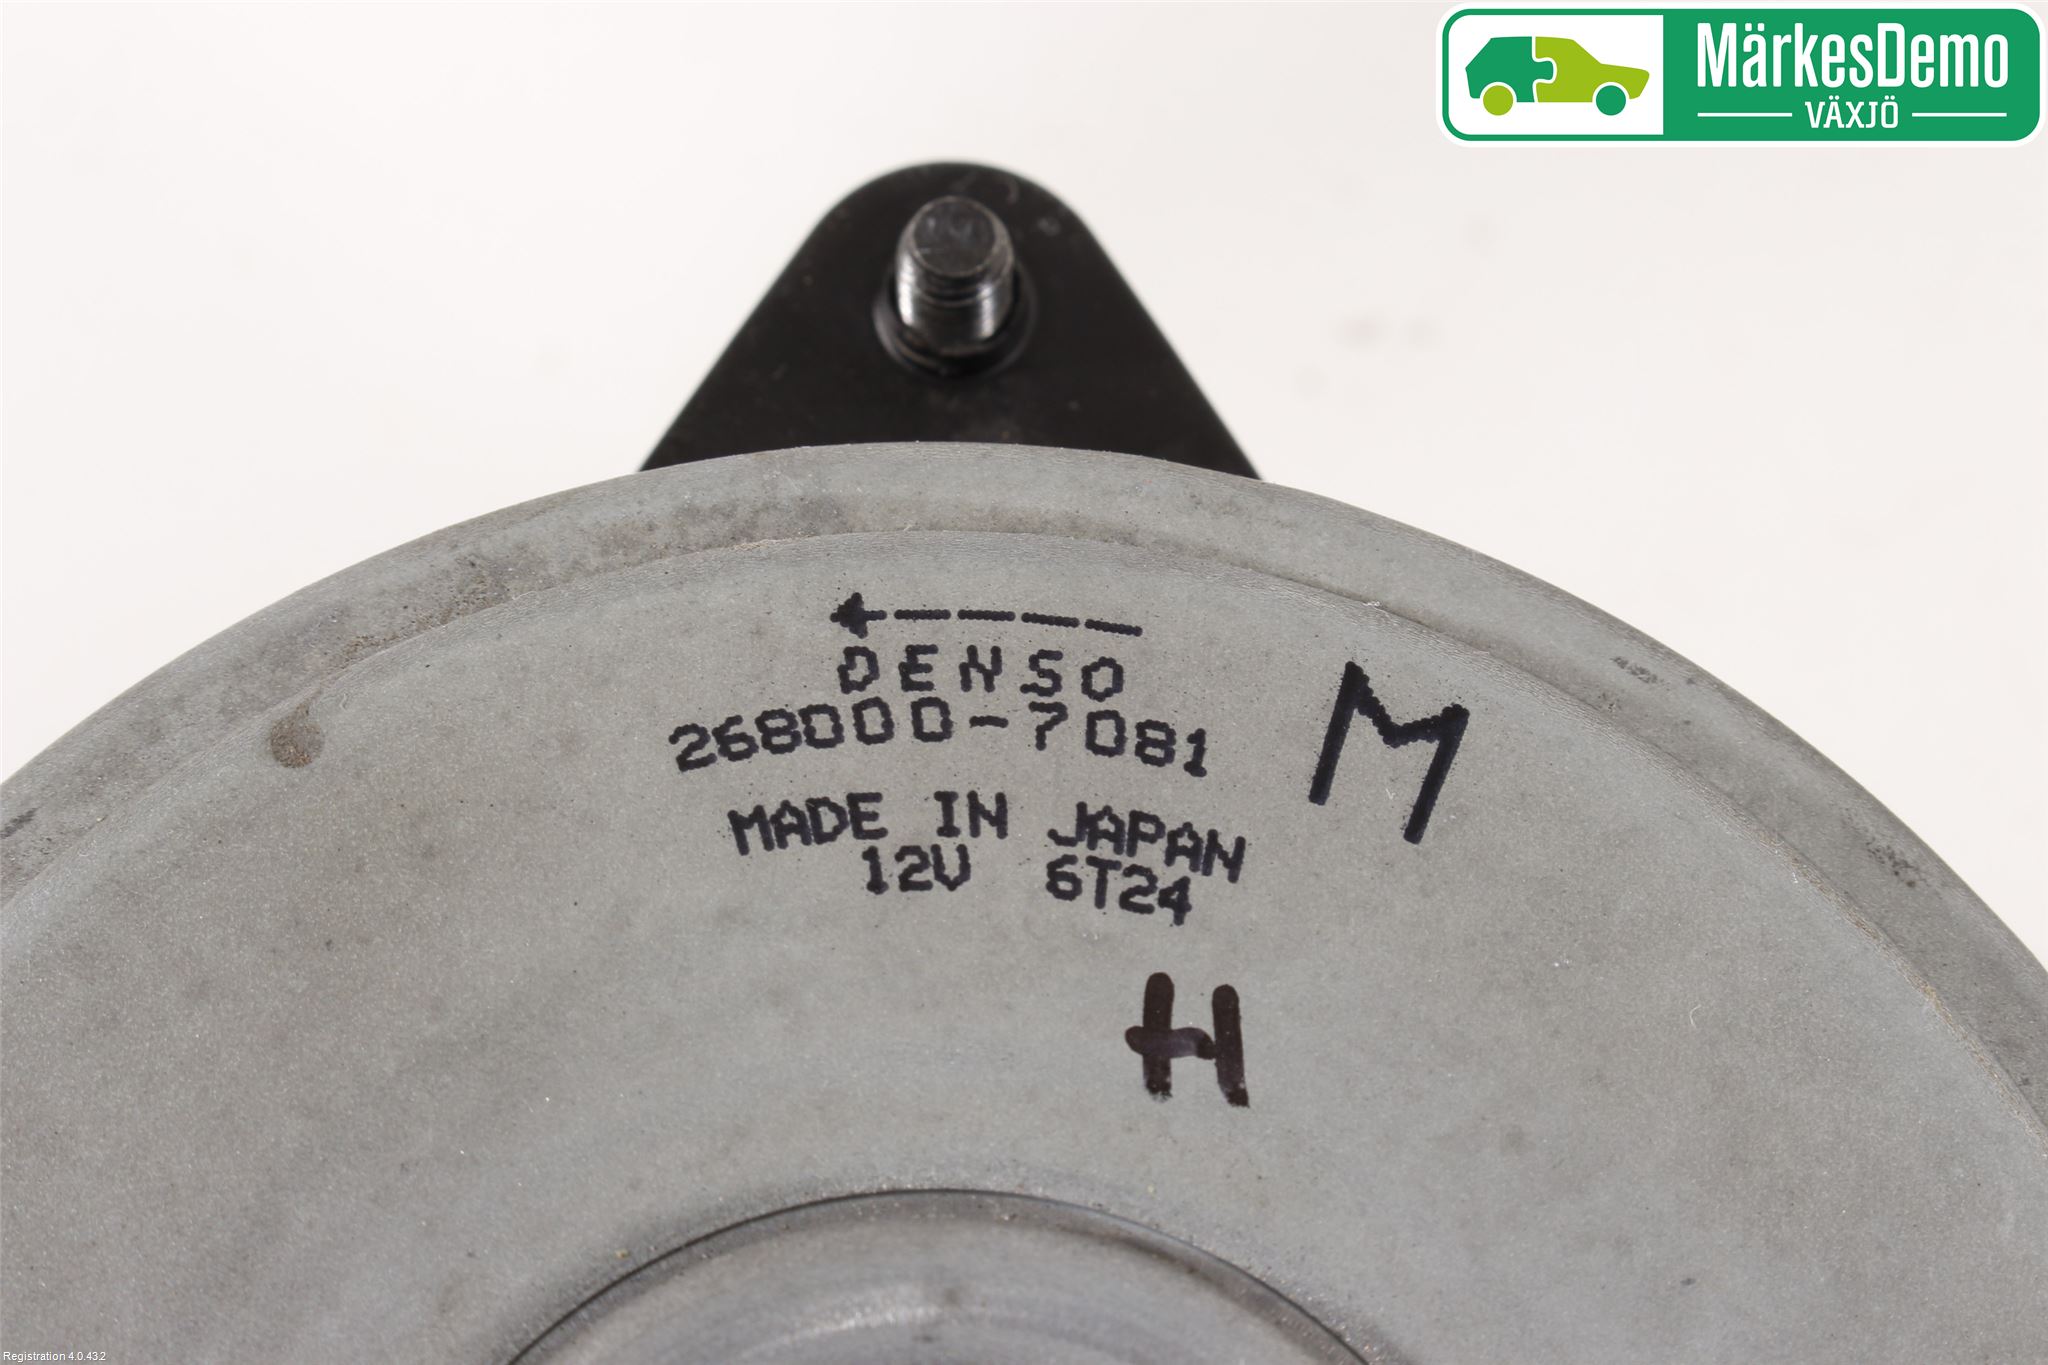 MärkesDemo
VÄXJÖ
DENSO
268000-7081
M
MADE IN JAPAN
12V 6T24
H
Registration 4.0.43.2